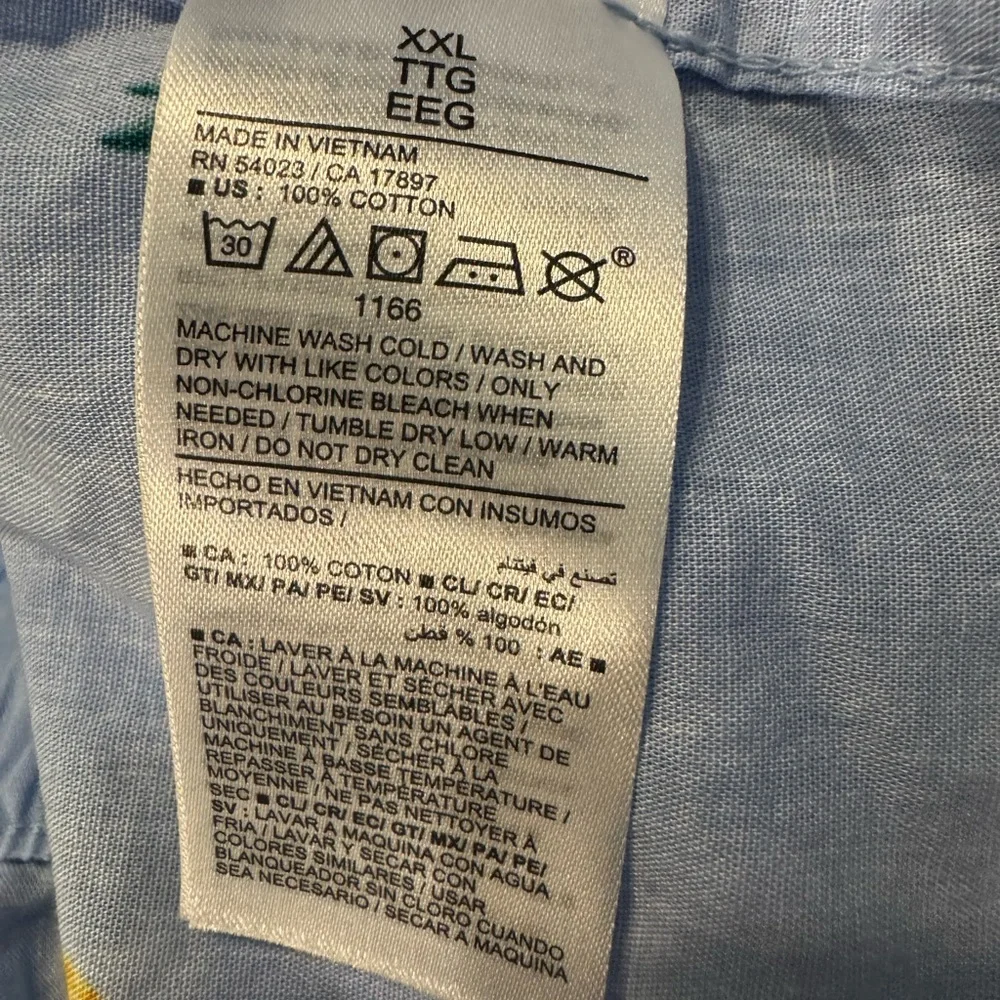 XXL
TTG
EEG
MADE IN VIETNAM
RN 54023 / CA 17897
■ US : 100% COTTON
30
®
1166
MACHINE WASH COLD / WASH AND
DRY WITH LIKE COLORS / ONLY
NON-CHLORINE BLEACH WHEN
NEEDED / TUMBLE DRY LOW / WARM
IRON / DO NOT DRY CLEAN
HECHO EN VIETNAM CON INSUMOS
IMPORTADOS /
تصنع في فيتنام
■ CA : 100% COTON ■ CL/ CR/ EC/
GT/ MX/ PA/ PE/ SV : 100% algodón
■ AE : 100 % قطن
■ CA : LAVER À LA MACHINE À L'EAU
FROIDE / LAVER ET SÉCHER AVEC
DES COULEURS SEMBLABLES /
UTILISER AU BESOIN UN AGENT DE
BLANCHIMENT SANS CHLORE
UNIQUEMENT / SÉCHER À LA
MACHINE À BASSE TEMPÉRATURE /
REPASSER À TEMPÉRATURE
MOYENNE / NE PAS NETTOYER À
SEC ■ CL/ CR/ EC/ GT/ MX/ PA/ PE/
SV : LAVAR A MAQUINA CON AGUA
FRIA / LAVAR Y SECAR CON
COLORES SIMILARES / USAR
BLANQUEADOR SIN CLORO CUANDO
SEA NECESARIO / SECAR A MAQUINA